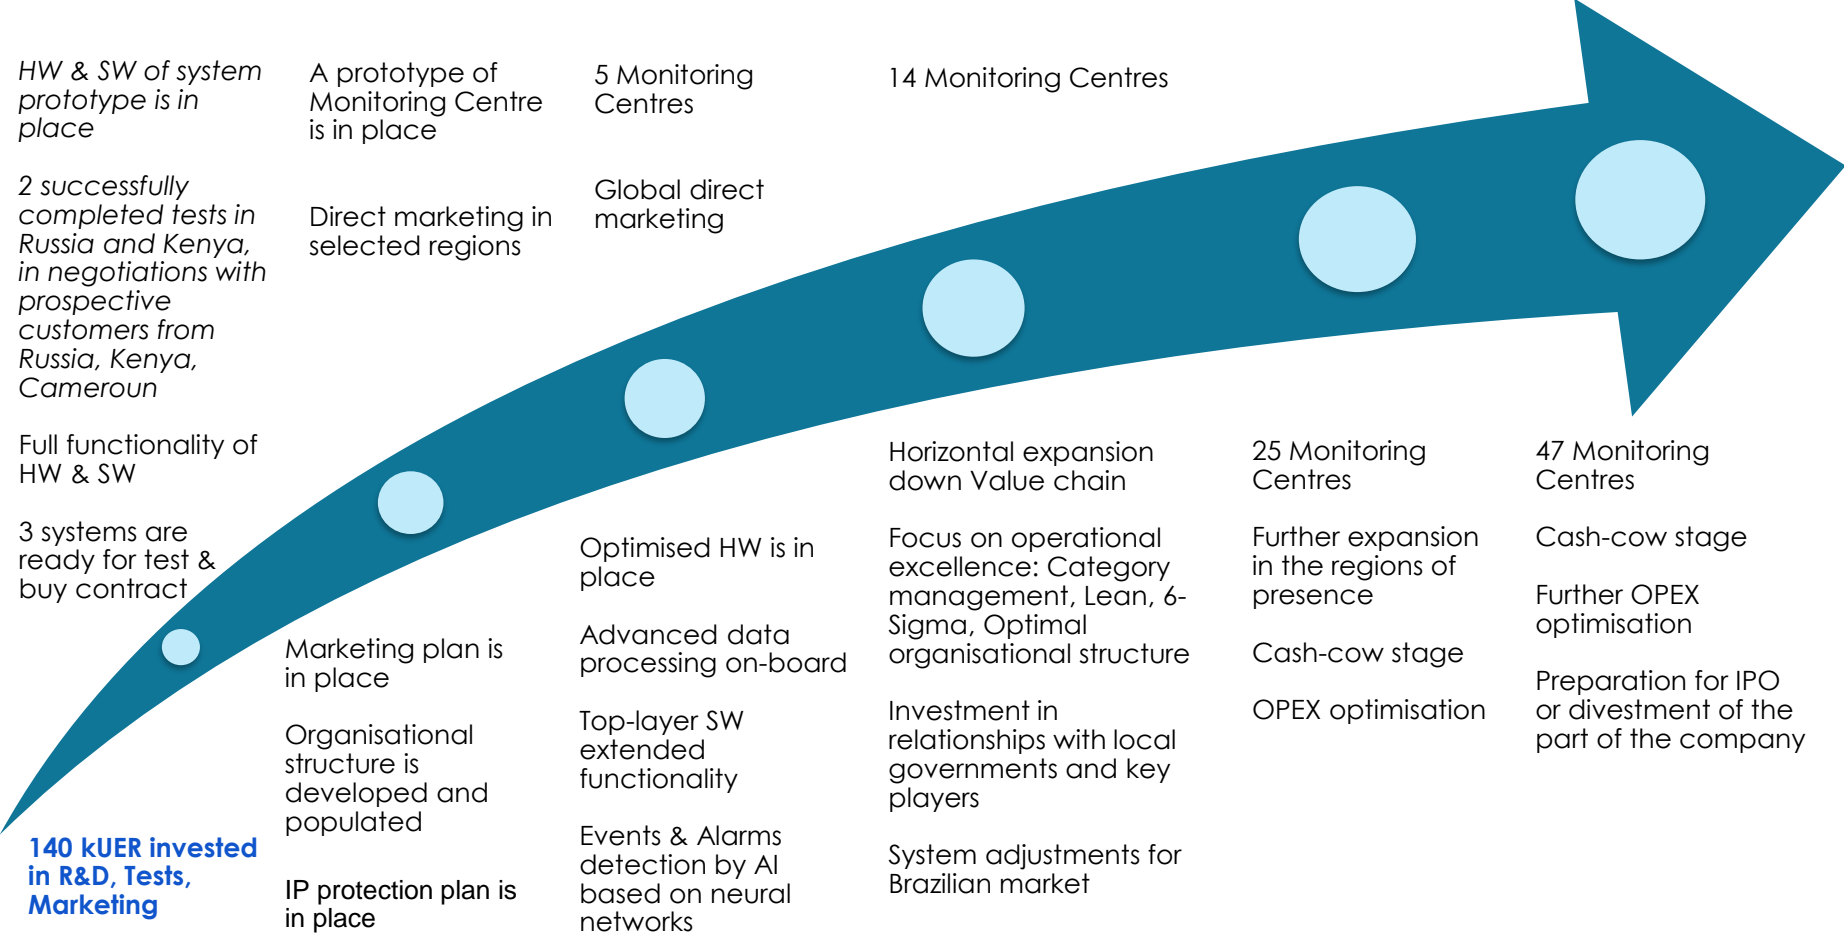 HW & SW of system
prototype is in
place
2 successfully
completed tests in
Russia and Kenya,
in negotiations with
prospective
customers from
Russia, Kenya,
Cameroun
Full functionality of
HW & SW
3 systems are
ready for test &
buy contract
140 kUER invested
in R&D, Tests,
Marketing
A prototype of
Monitoring Centre
is in place
Direct marketing in
selected regions
Marketing plan is
in place
Organisational
structure is
developed and
populated
IP protection plan is
in place
5 Monitoring
Centres
Global direct
marketing
Optimised HW is in
place
Advanced data
processing on-board
Top-layer SW
extended
functionality
Events & Alarms
detection by AI
based on neural
networks
14 Monitoring Centres
Horizontal expansion
down Value chain
Focus on operational
excellence: Category
management, Lean, 6-
Sigma, Optimal
organisational structure
Investment in
relationships with local
governments and key
players
System adjustments for
Brazilian market
25 Monitoring
Centres
Further expansion
in the regions of
presence
Cash-cow stage
OPEX optimisation
47 Monitoring
Centres
Cash-cow stage
Further OPEX
optimisation
Preparation for IPO
or divestment of the
part of the company